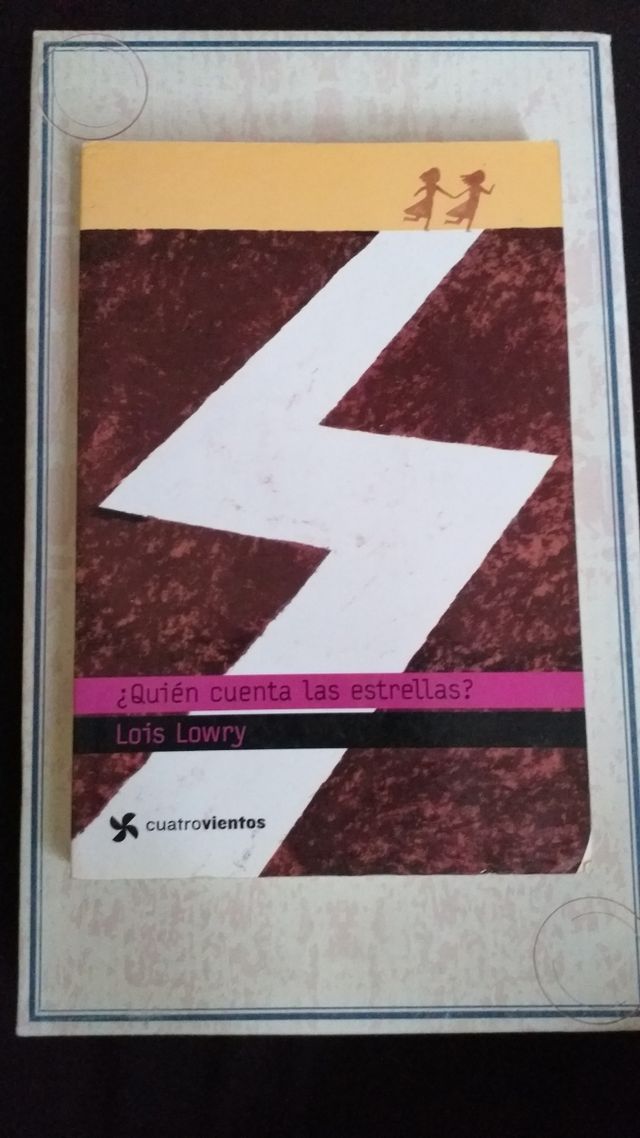 ¿Quién cuenta las estrellas?
Lois Lowry
cuatrovientos